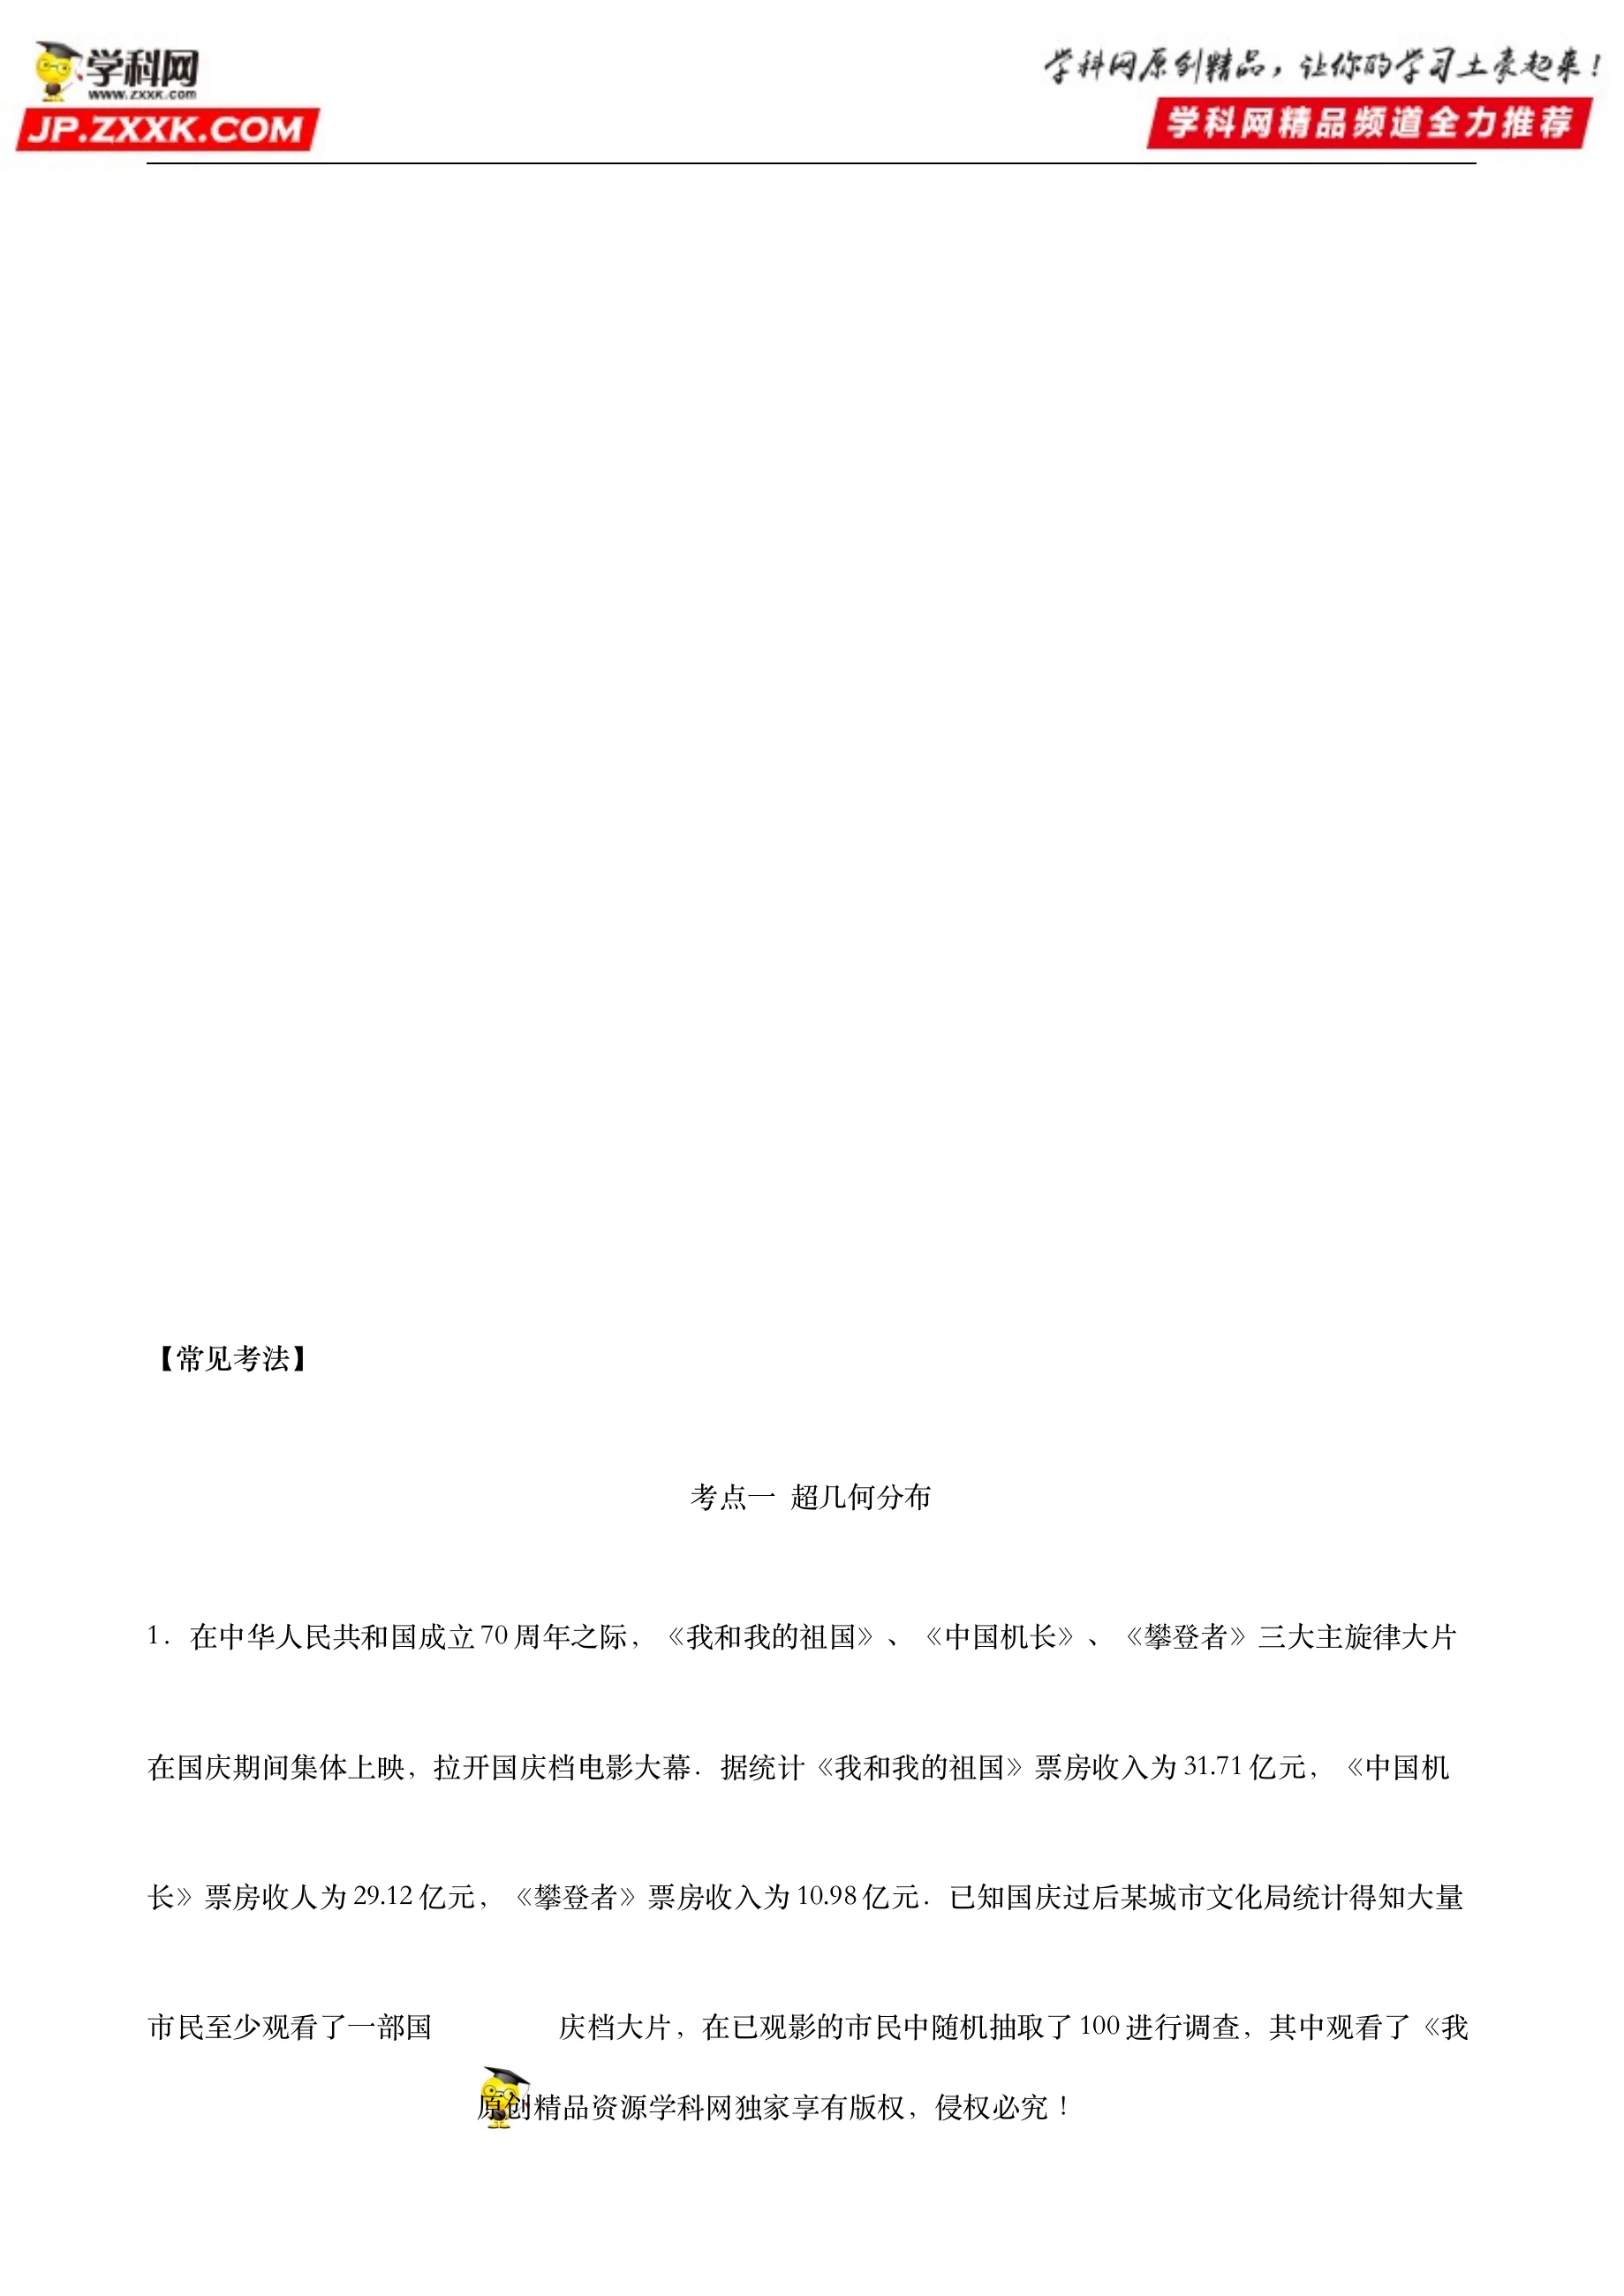 学科网
www.zxxk.com
JP.ZXXK.COM
学科网原创精品，让你的学习土豪起来！
学科网精品频道全力推荐
【常见考法】
考点一 超几何分布
1．在中华人民共和国成立 70 周年之际，《我和我的祖国》、《中国机长》、《攀登者》三大主旋律大片
在国庆期间集体上映，拉开国庆档电影大幕．据统计《我和我的祖国》票房收入为 31.71 亿元，《中国机
长》票房收人为 29.12 亿元，《攀登者》票房收入为 10.98 亿元．已知国庆过后某城市文化局统计得知大量
市民至少观看了一部国 庆档大片，在已观影的市民中随机抽取了 100 进行调查，其中观看了《我
原创精品资源学科网独家享有版权，侵权必究！